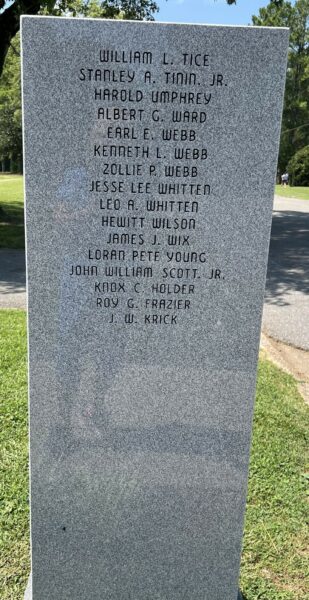 WILLIAM L. TICE
STANLEY A. TININ, JR.
HAROLD UMPHREY
ALBERT G. WARD
EARL E. WEBB
KENNETH L. WEBB
ZOLLIE P. WEBB
JESSE LEE WHITTEN
LEO A. WHITTEN
HEWITT WILSON
JAMES J. WIX
LORAN PETE YOUNG
JOHN WILLIAM SCOTT, JR.
KNOX C. HOLDER
ROY G. FRAZIER
J. W. KRICK